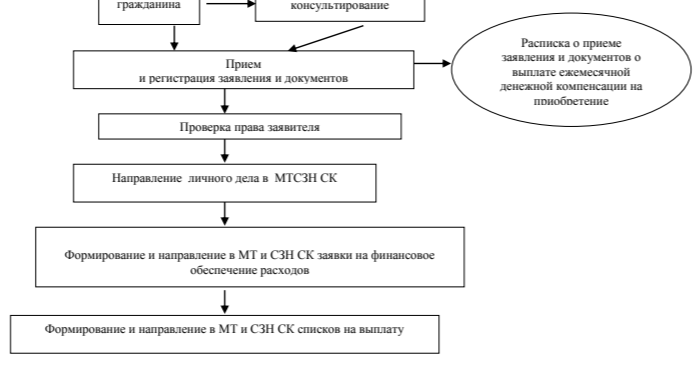 гражданина
консультирование
Прием
и регистрация заявления и документов
Расписка о приеме
заявления и документов о
выплате ежемесячной
денежной компенсации на
приобретение
Проверка права заявителя
Направление личного дела в МТСЗН СК
Формирование и направление в МТ и СЗН СК заявки на финансовое
обеспечение расходов
Формирование и направление в МТ и СЗН СК списков на выплату